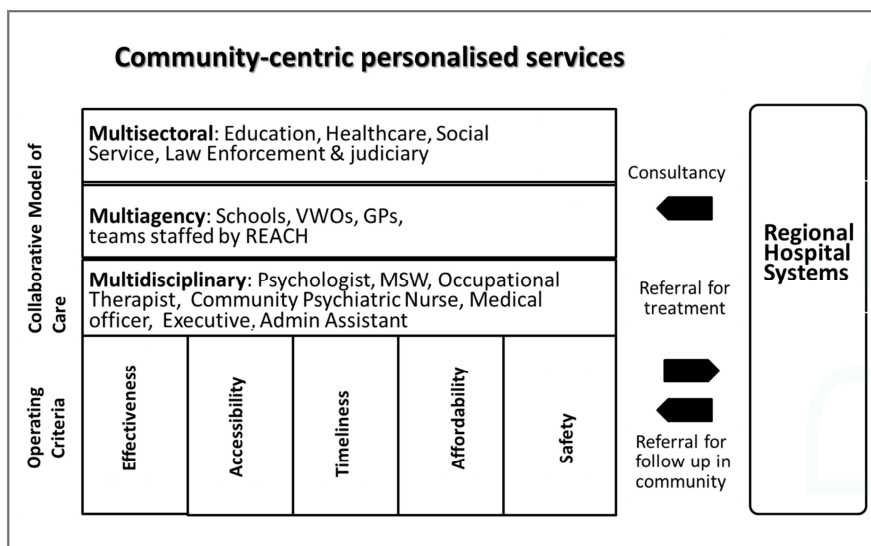 Community-centric personalised services
Collaborative Model of
Care
Multisectoral: Education, Healthcare, Social
Service, Law Enforcement & judiciary
Multiagency: Schools, VWOs, GPs,
teams staffed by REACH
Multidisciplinary: Psychologist, MSW, Occupational
Therapist, Community Psychiatric Nurse, Medical
officer, Executive, Admin Assistant
Operating
Criteria
Effectiveness
Accessibility
Timeliness
Affordability
Safety
Consultancy
Referral for
treatment
Referral for
follow up in
community
Regional
Hospital
Systems